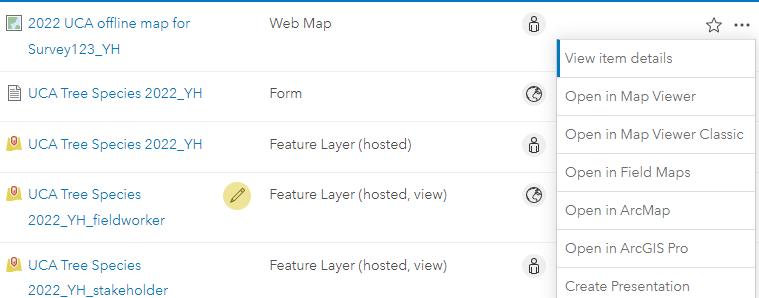 2022 UCA offline map for Web Map
Survey123_YH
View item details
UCA Tree Species 2022_YH Form
Open in Map Viewer
Open in Map Viewer Classic
UCA Tree Species 2022_YH Feature Layer (hosted)
Open in Field Maps
UCA Tree Species Feature Layer (hosted, view)
2022_YH_fieldworker
Open in ArcMap
Open in ArcGIS Pro
UCA Tree Species Feature Layer (hosted, view)
2022_YH_stakeholder
Create Presentation